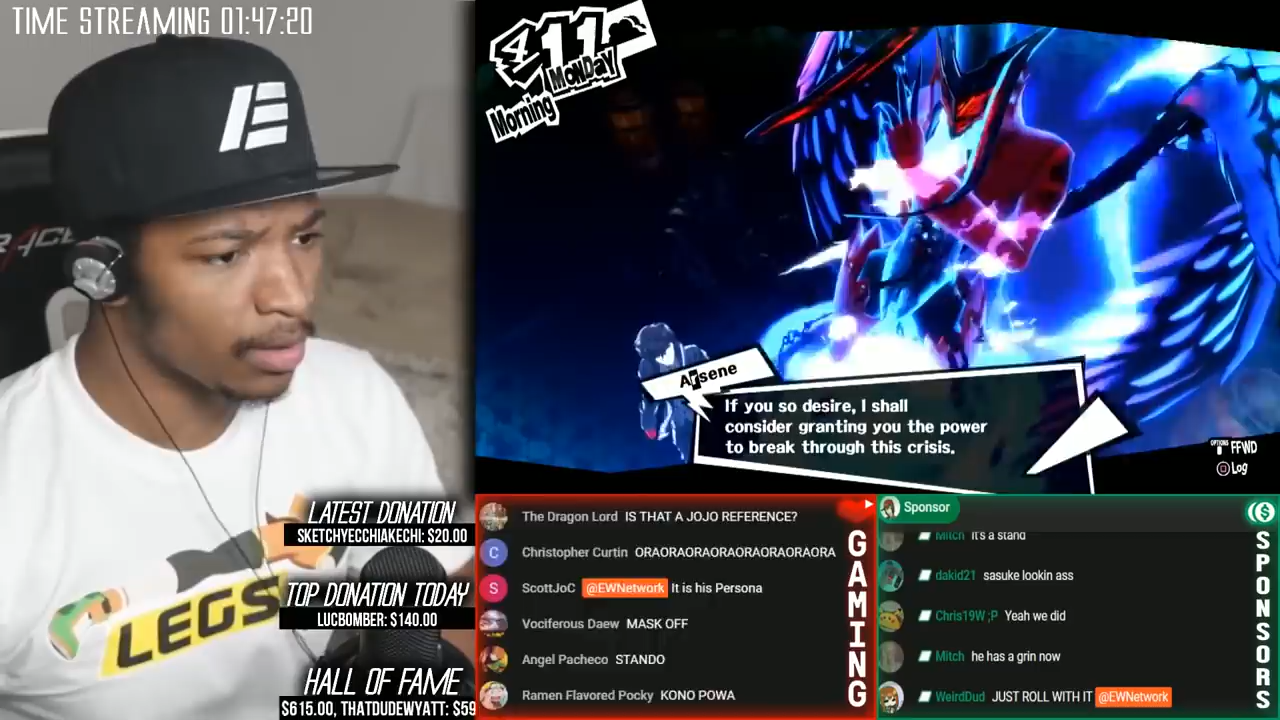 TIME STREAMING 01:47:20
4/11
MONDAY
Morning
E
RACE
LEGS
Arsene
If you so desire, I shall
consider granting you the power
to break through this crisis.
OPTIONS FFWD
Log
LATEST DONATION
SKETCHYECCHIAKECHI: $20.00
TOP DONATION TODAY
LUCBOMBER: $140.00
HALL OF FAME
$615.00, THATDUDEWYATT: $59
The Dragon Lord IS THAT A JOJO REFERENCE?
C Christopher Curtin ORAORAORAORAORAORAORAORA
S ScottJoC @EWNetwork It is his Persona
Vociferous Daew MASK OFF
Angel Pacheco STANDO
Ramen Flavored Pocky KONO POWA
GAMING
Sponsor
Mitch It's a stand
dakid21 sasuke lookin ass
Chris19W ;P Yeah we did
Mitch he has a grin now
WeirdDud JUST ROLL WITH IT @EWNetwork
$
SPONSORS